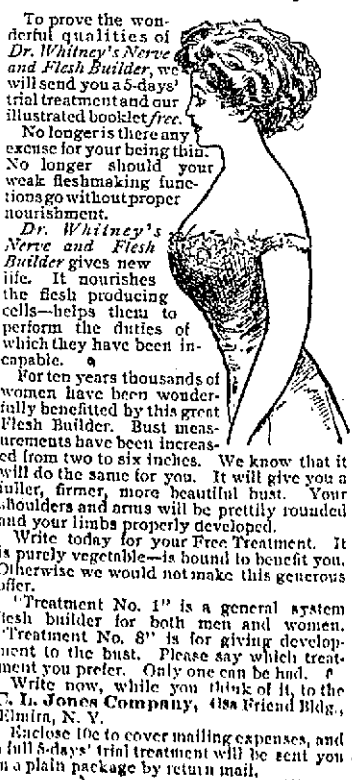 To prove the won-
derful qualities of
Dr. Whitney's Nerve
and Flesh Builder, we
will send you a 5-days'
trial treatment and our
illustrated booklet free.
No longer is there any
excuse for your being thin.
No longer should your
weak fleshmaking func-
tions go without proper
nourishment.
Dr. Whitney's
Nerve and Flesh
Builder gives new
life. It nourishes
the flesh producing
cells—helps them to
perform the duties of
which they have been in-
capable.
For ten years thousands of
women have been wonder-
fully benefitted by this great
Flesh Builder. Bust meas-
urements have been increas-
ed from two to six inches. We know that it
will do the same for you. It will give you a
fuller, firmer, more beautiful bust. Your
shoulders and arms will be prettily rounded
and your limbs properly developed.
Write today for your Free Treatment. It
is purely vegetable—is bound to benefit you.
Otherwise we would not make this generous
offer.
"Treatment No. 1" is a general system
flesh builder for both men and women.
"Treatment No. 8" is for giving develop-
ment to the bust. Please say which treat-
ment you prefer. Only one can be had.
Write now, while you think of it, to the
L. Jones Company, Friend Bldg.,
Elmira, N. Y.
Enclose 10c to cover mailing expenses, and
a full 5-days' trial treatment will be sent you
in a plain package by return mail.